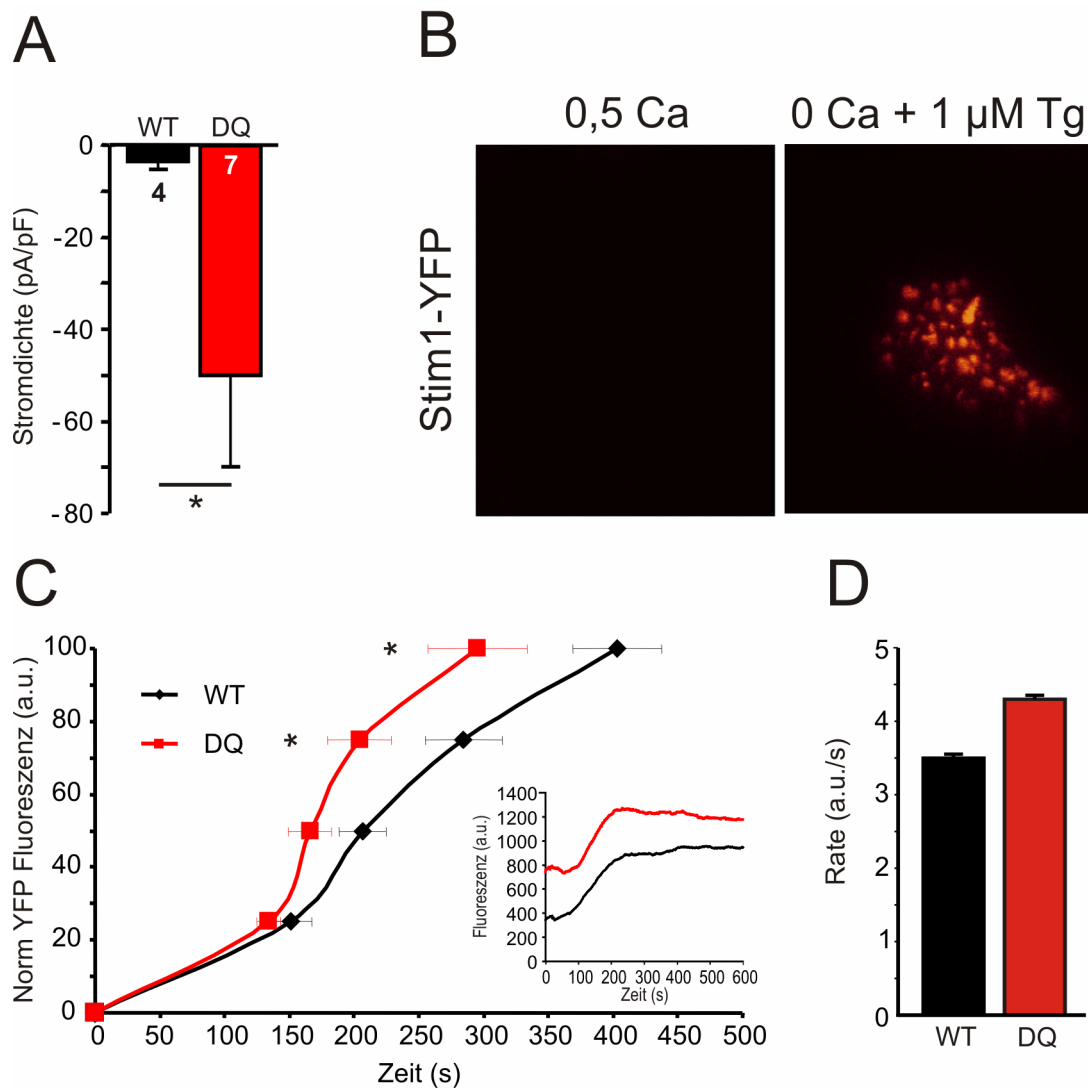 A
WT DQ
0
4
7
-20
-40
-60
-80
Stromdichte (pA/pF)
*
B
0,5 Ca
0 Ca + 1 µM Tg
Stim1-YFP
C
100
80
60
40
20
0
Norm YFP Fluoreszenz (a.u.)
WT
DQ
*
*
0 50 100 150 200 250 300 350 400 450 500
Zeit (s)
1400
1200
1000
800
600
400
200
0
Fluoreszenz (a.u.)
0 100 200 300 400 500 600
Zeit (s)
D
5
4
3
2
1
0
Rate (a.u./s)
WT DQ